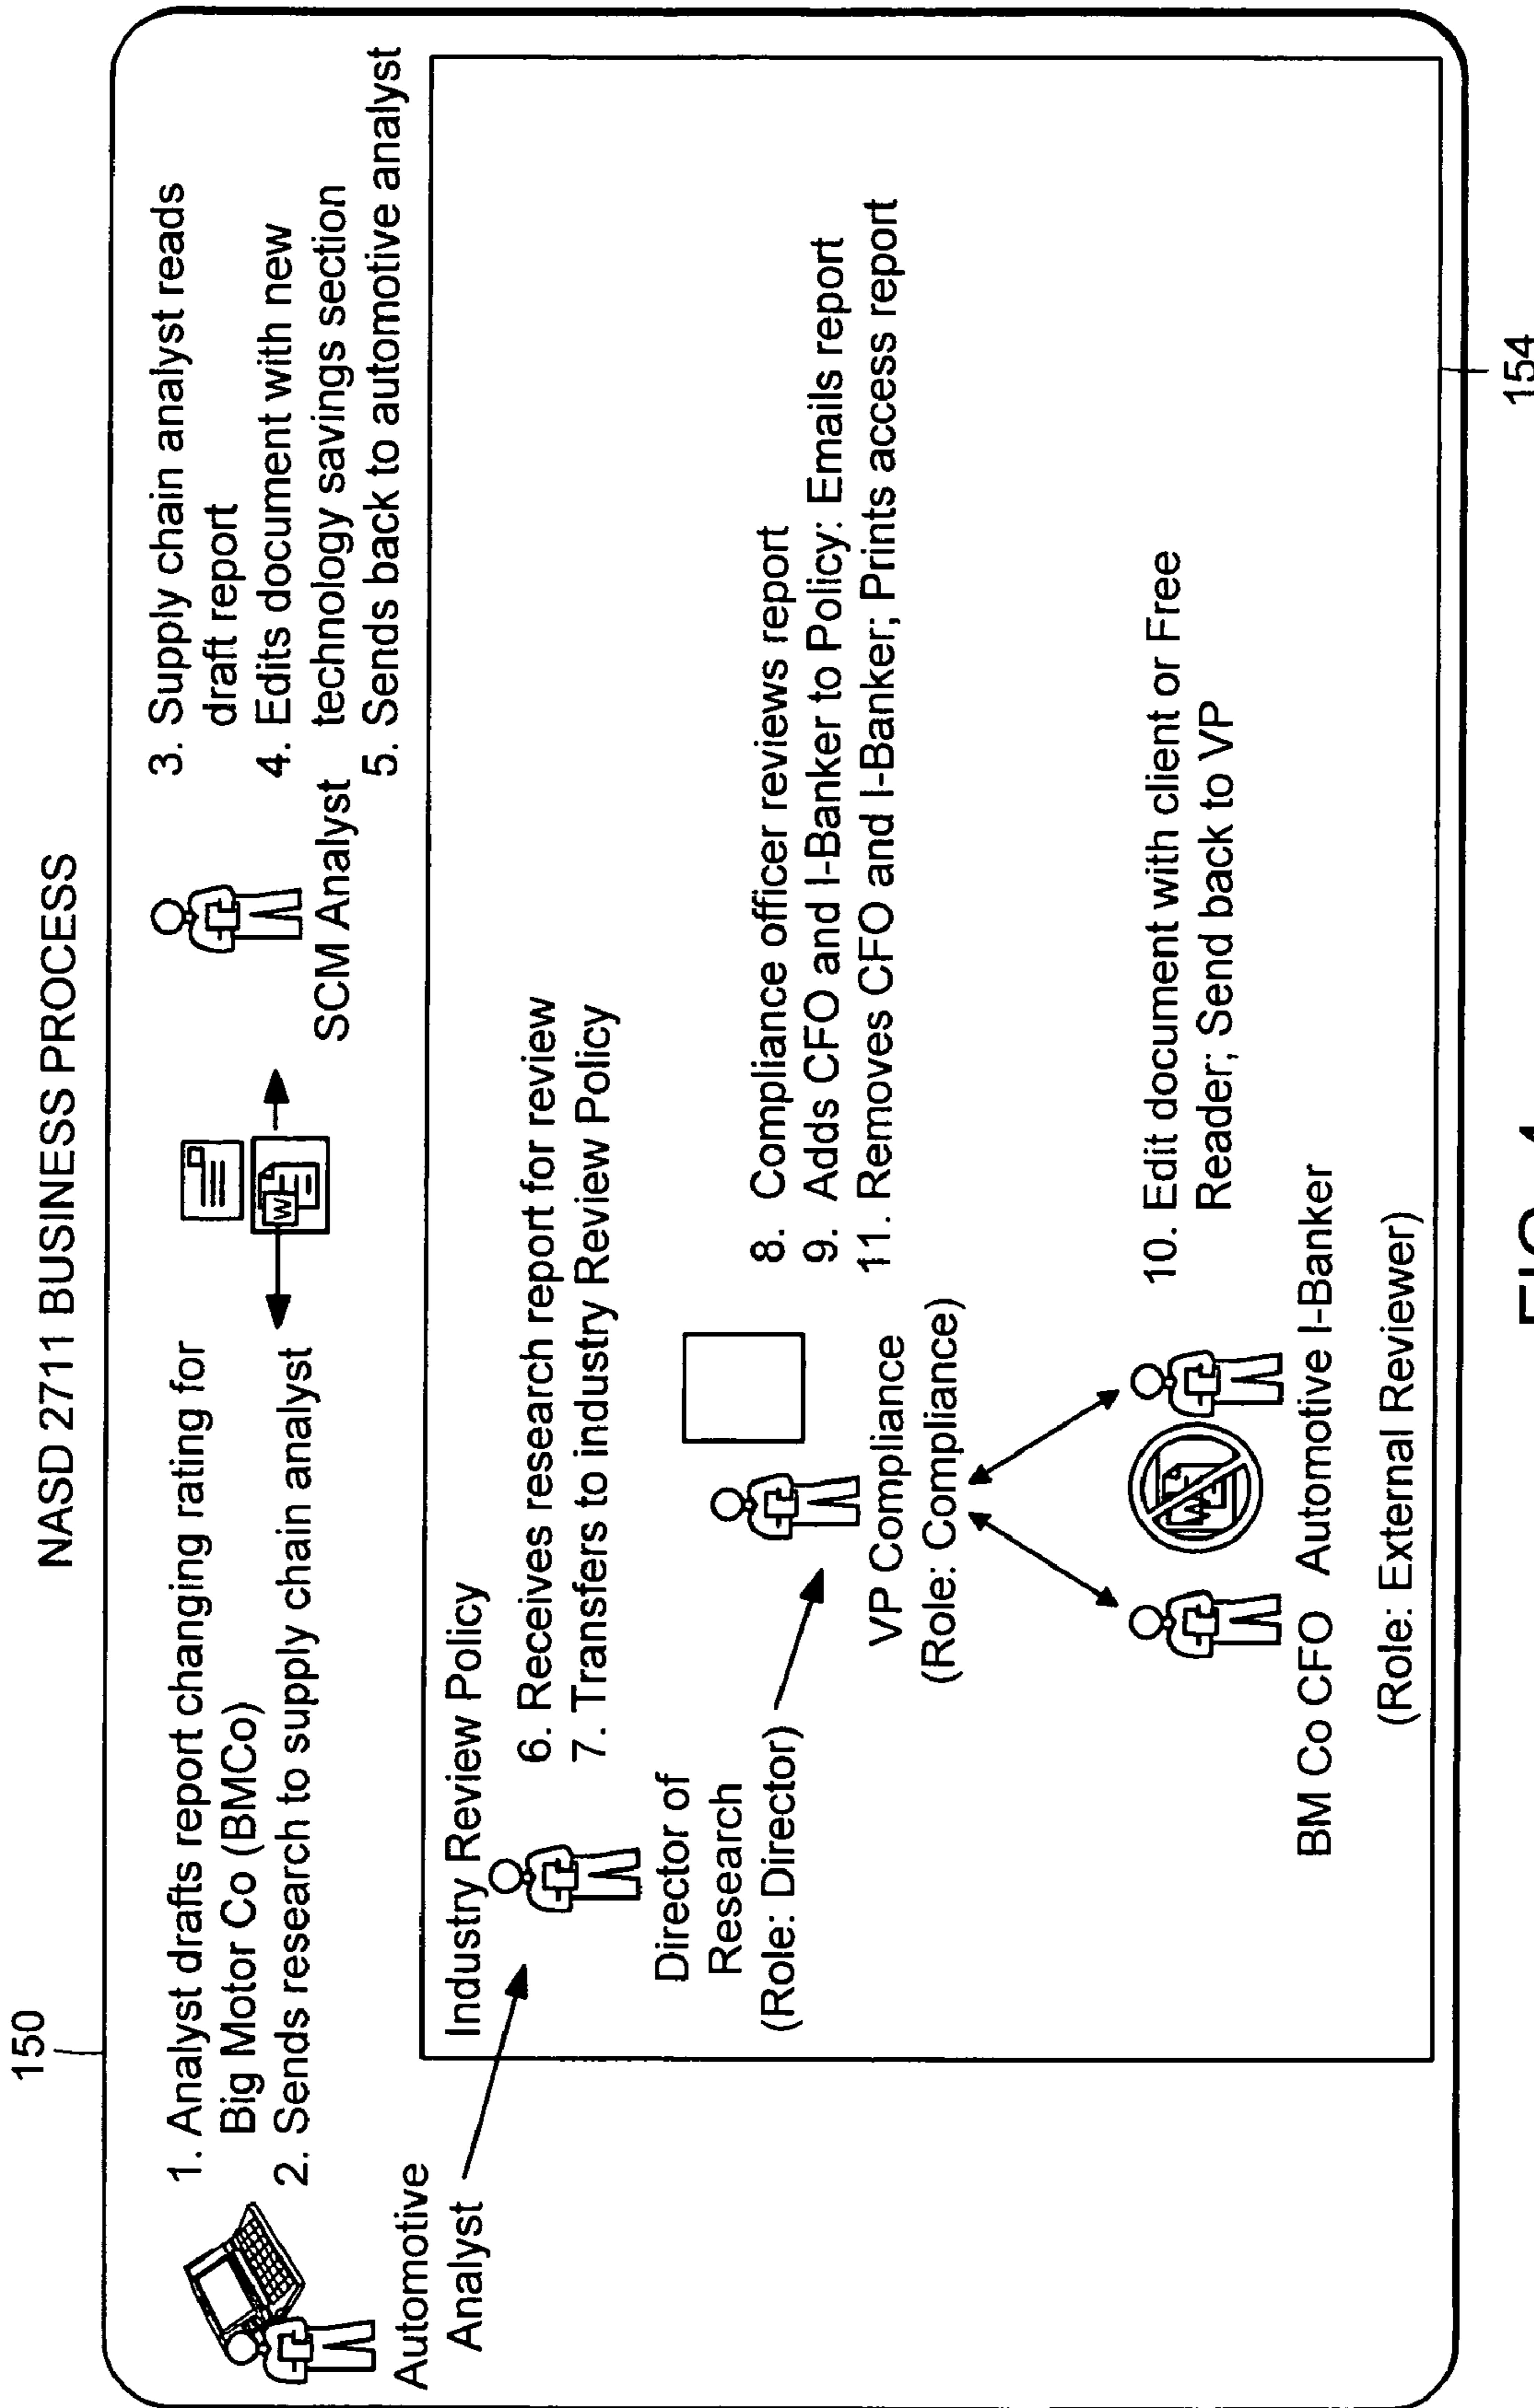 NASD 2711 BUSINESS PROCESS
150
1. Analyst drafts report changing rating for
Big Motor Co (BMCo)
2. Sends research to supply chain analyst
Automotive
Analyst
W
SCM Analyst
3. Supply chain analyst reads
draft report
4. Edits document with new
technology savings section
5. Sends back to automotive analyst
Industry Review Policy
6. Receives research report for review
7. Transfers to industry Review Policy
Director of
Research
(Role: Director)
8. Compliance officer reviews report
9. Adds CFO and I-Banker to Policy: Emails report
11. Removes CFO and I-Banker; Prints access report
VP Compliance
(Role: Compliance)
10. Edit document with client or Free
Reader; Send back to VP
W
BM Co CFO Automotive I-Banker
(Role: External Reviewer)
154